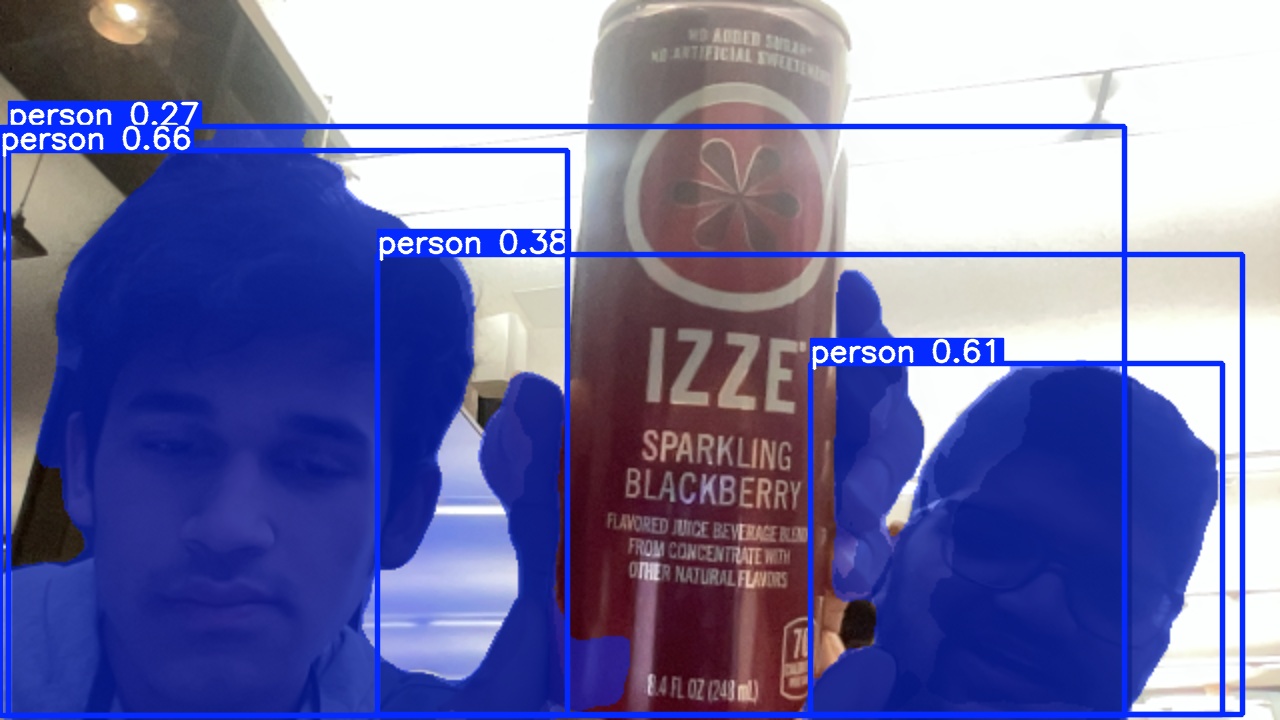 NO ADDED SUGAR*
NO ARTIFICIAL SWEETENERS
person 0.27
person 0.66
person 0.38
IZZE
person 0.61
SPARKLING
BLACKBERRY
FLAVORED JUICE BEVERAGE BLEND
FROM CONCENTRATE WITH
OTHER NATURAL FLAVORS
70
8.4 FL OZ (248 mL)